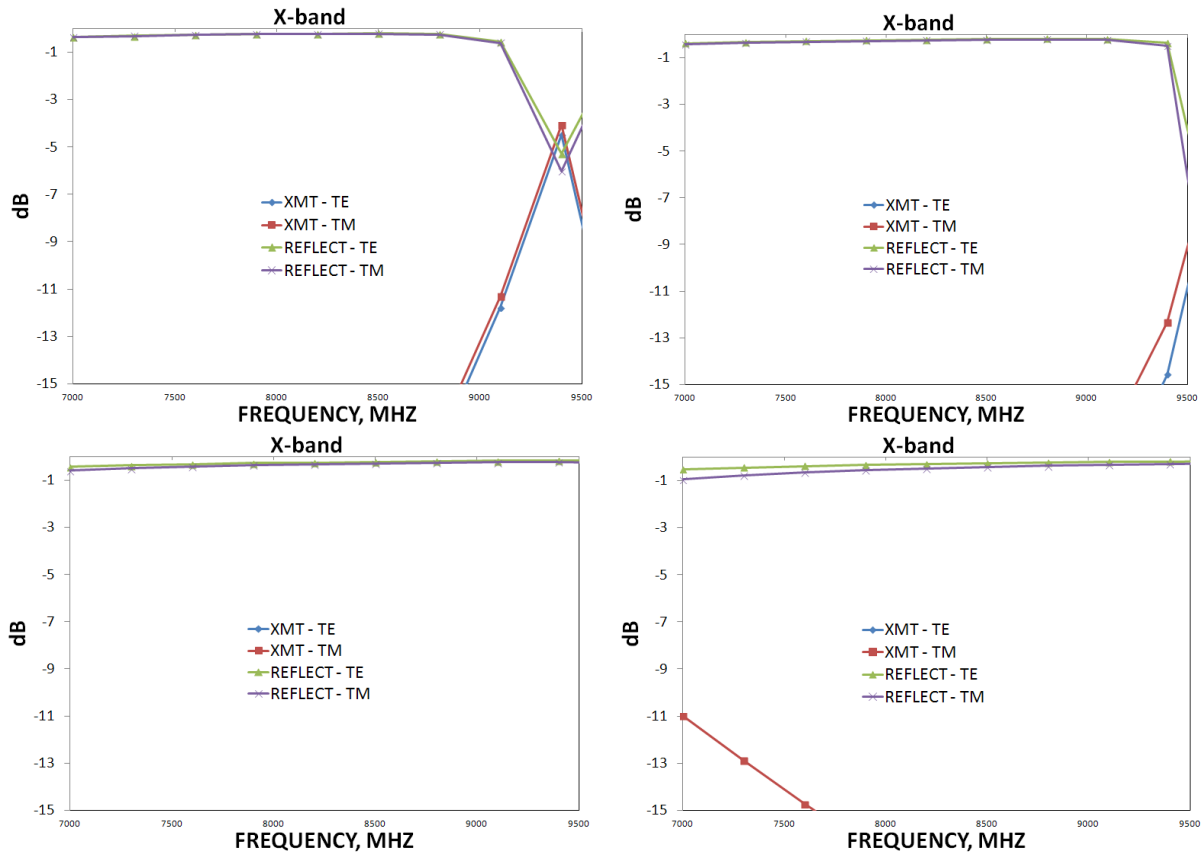 X-band
-1
-3
-5
-7
-9
-11
-13
-15
dB
XMT - TE
XMT - TM
REFLECT - TE
REFLECT - TM
7000 7500 8000 8500 9000 9500
FREQUENCY, MHZ
X-band
-1
-3
-5
-7
-9
-11
-13
-15
dB
XMT - TE
XMT - TM
REFLECT - TE
REFLECT - TM
7000 7500 8000 8500 9000 9500
FREQUENCY, MHZ
X-band
-1
-3
-5
-7
-9
-11
-13
-15
dB
XMT - TE
XMT - TM
REFLECT - TE
REFLECT - TM
7000 7500 8000 8500 9000 9500
FREQUENCY, MHZ
X-band
-1
-3
-5
-7
-9
-11
-13
-15
dB
XMT - TE
XMT - TM
REFLECT - TE
REFLECT - TM
7000 7500 8000 8500 9000 9500
FREQUENCY, MHZ